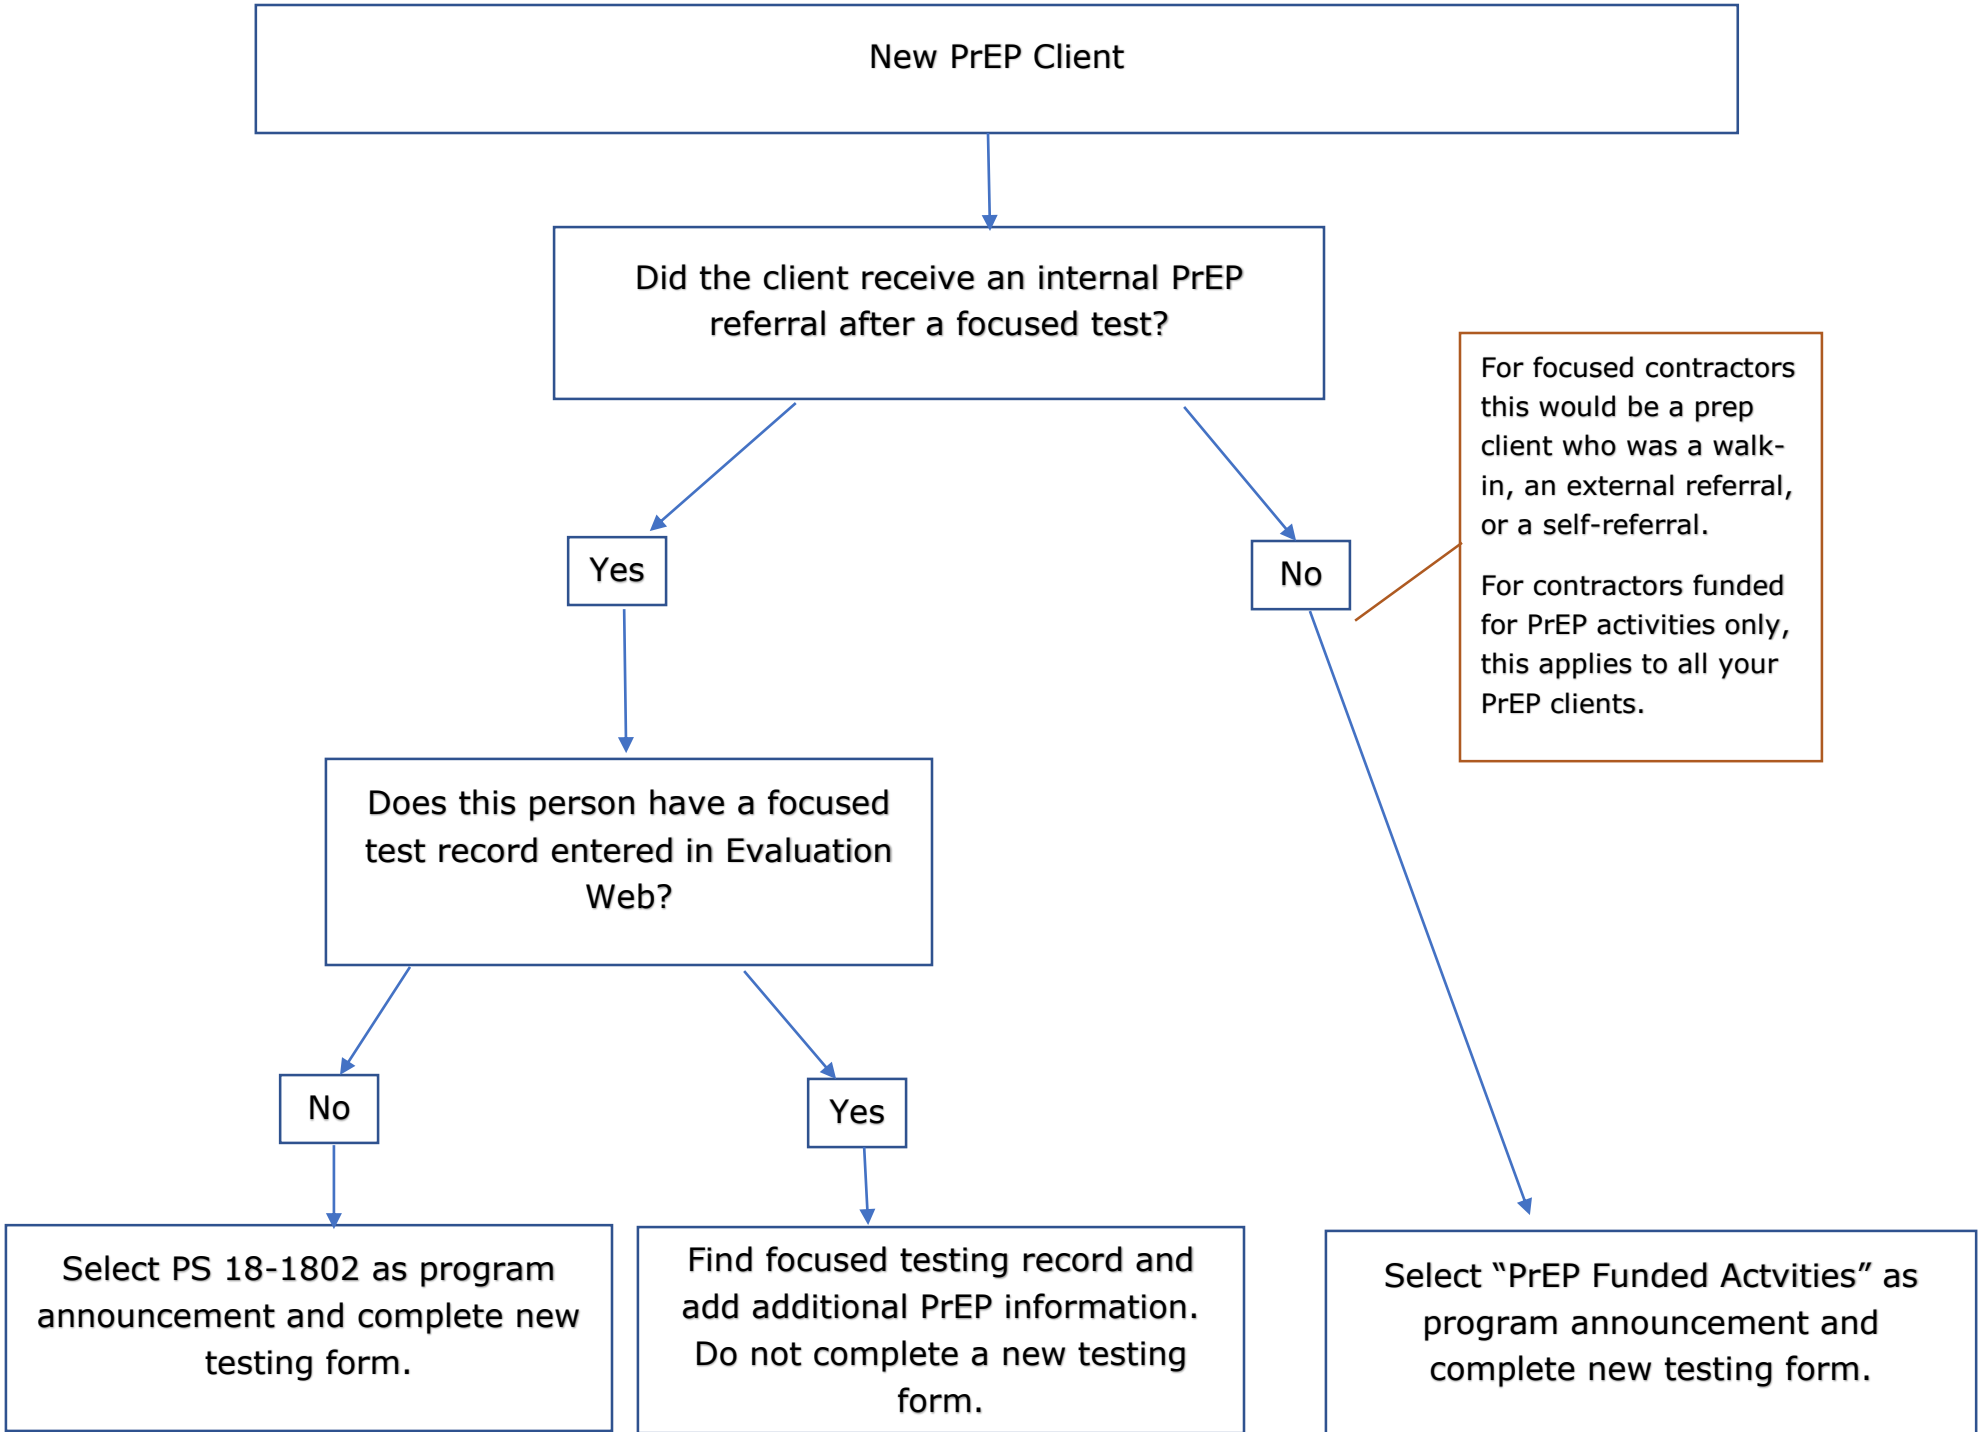 New PrEP Client
Did the client receive an internal PrEP
referral after a focused test?
For focused contractors
this would be a prep
client who was a walk-
in, an external referral,
or a self-referral.
For contractors funded
for PrEP activities only,
this applies to all your
PrEP clients.
Yes
No
Does this person have a focused
test record entered in Evaluation
Web?
No
Yes
Select PS 18-1802 as program
announcement and complete new
testing form.
Find focused testing record and
add additional PrEP information.
Do not complete a new testing
form.
Select “PrEP Funded Actvities” as
program announcement and
complete new testing form.